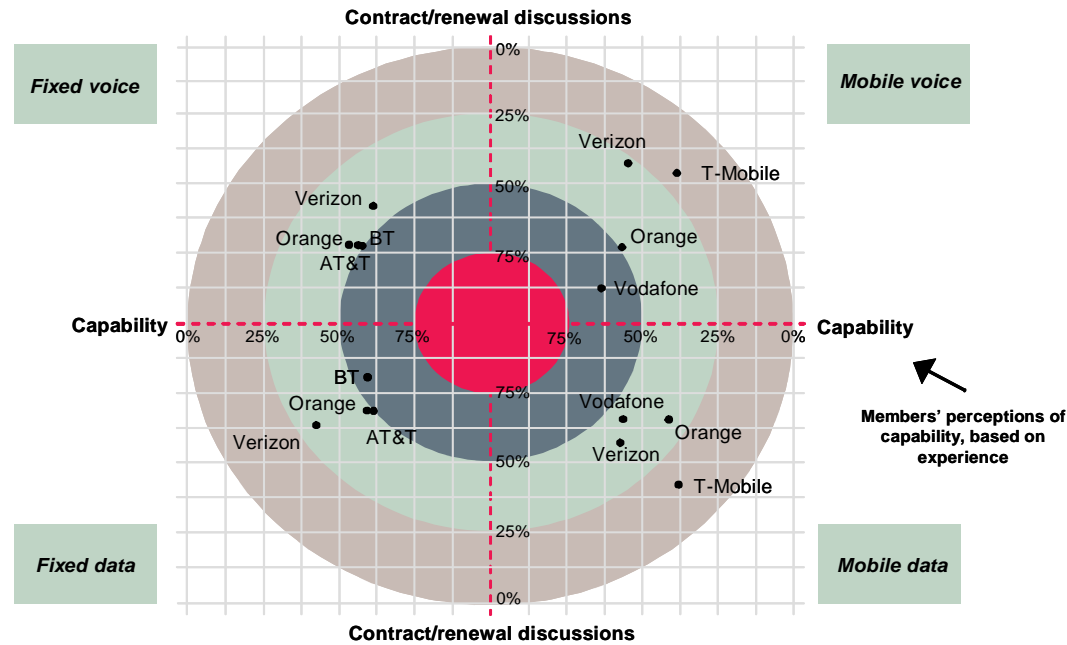 Contract/renewal discussions
Fixed voice
Mobile voice
0%
25%
Verizon
T-Mobile
50%
Verizon
Orange
BT
Orange
AT&T
75%
Vodafone
Capability
Capability
0%
25%
50%
75%
75%
50%
25%
0%
BT
75%
Vodafone
Orange
Orange
AT&T
Verizon
Verizon
50%
T-Mobile
25%
0%
Members’ perceptions of
capability, based on
experience
Fixed data
Mobile data
Contract/renewal discussions